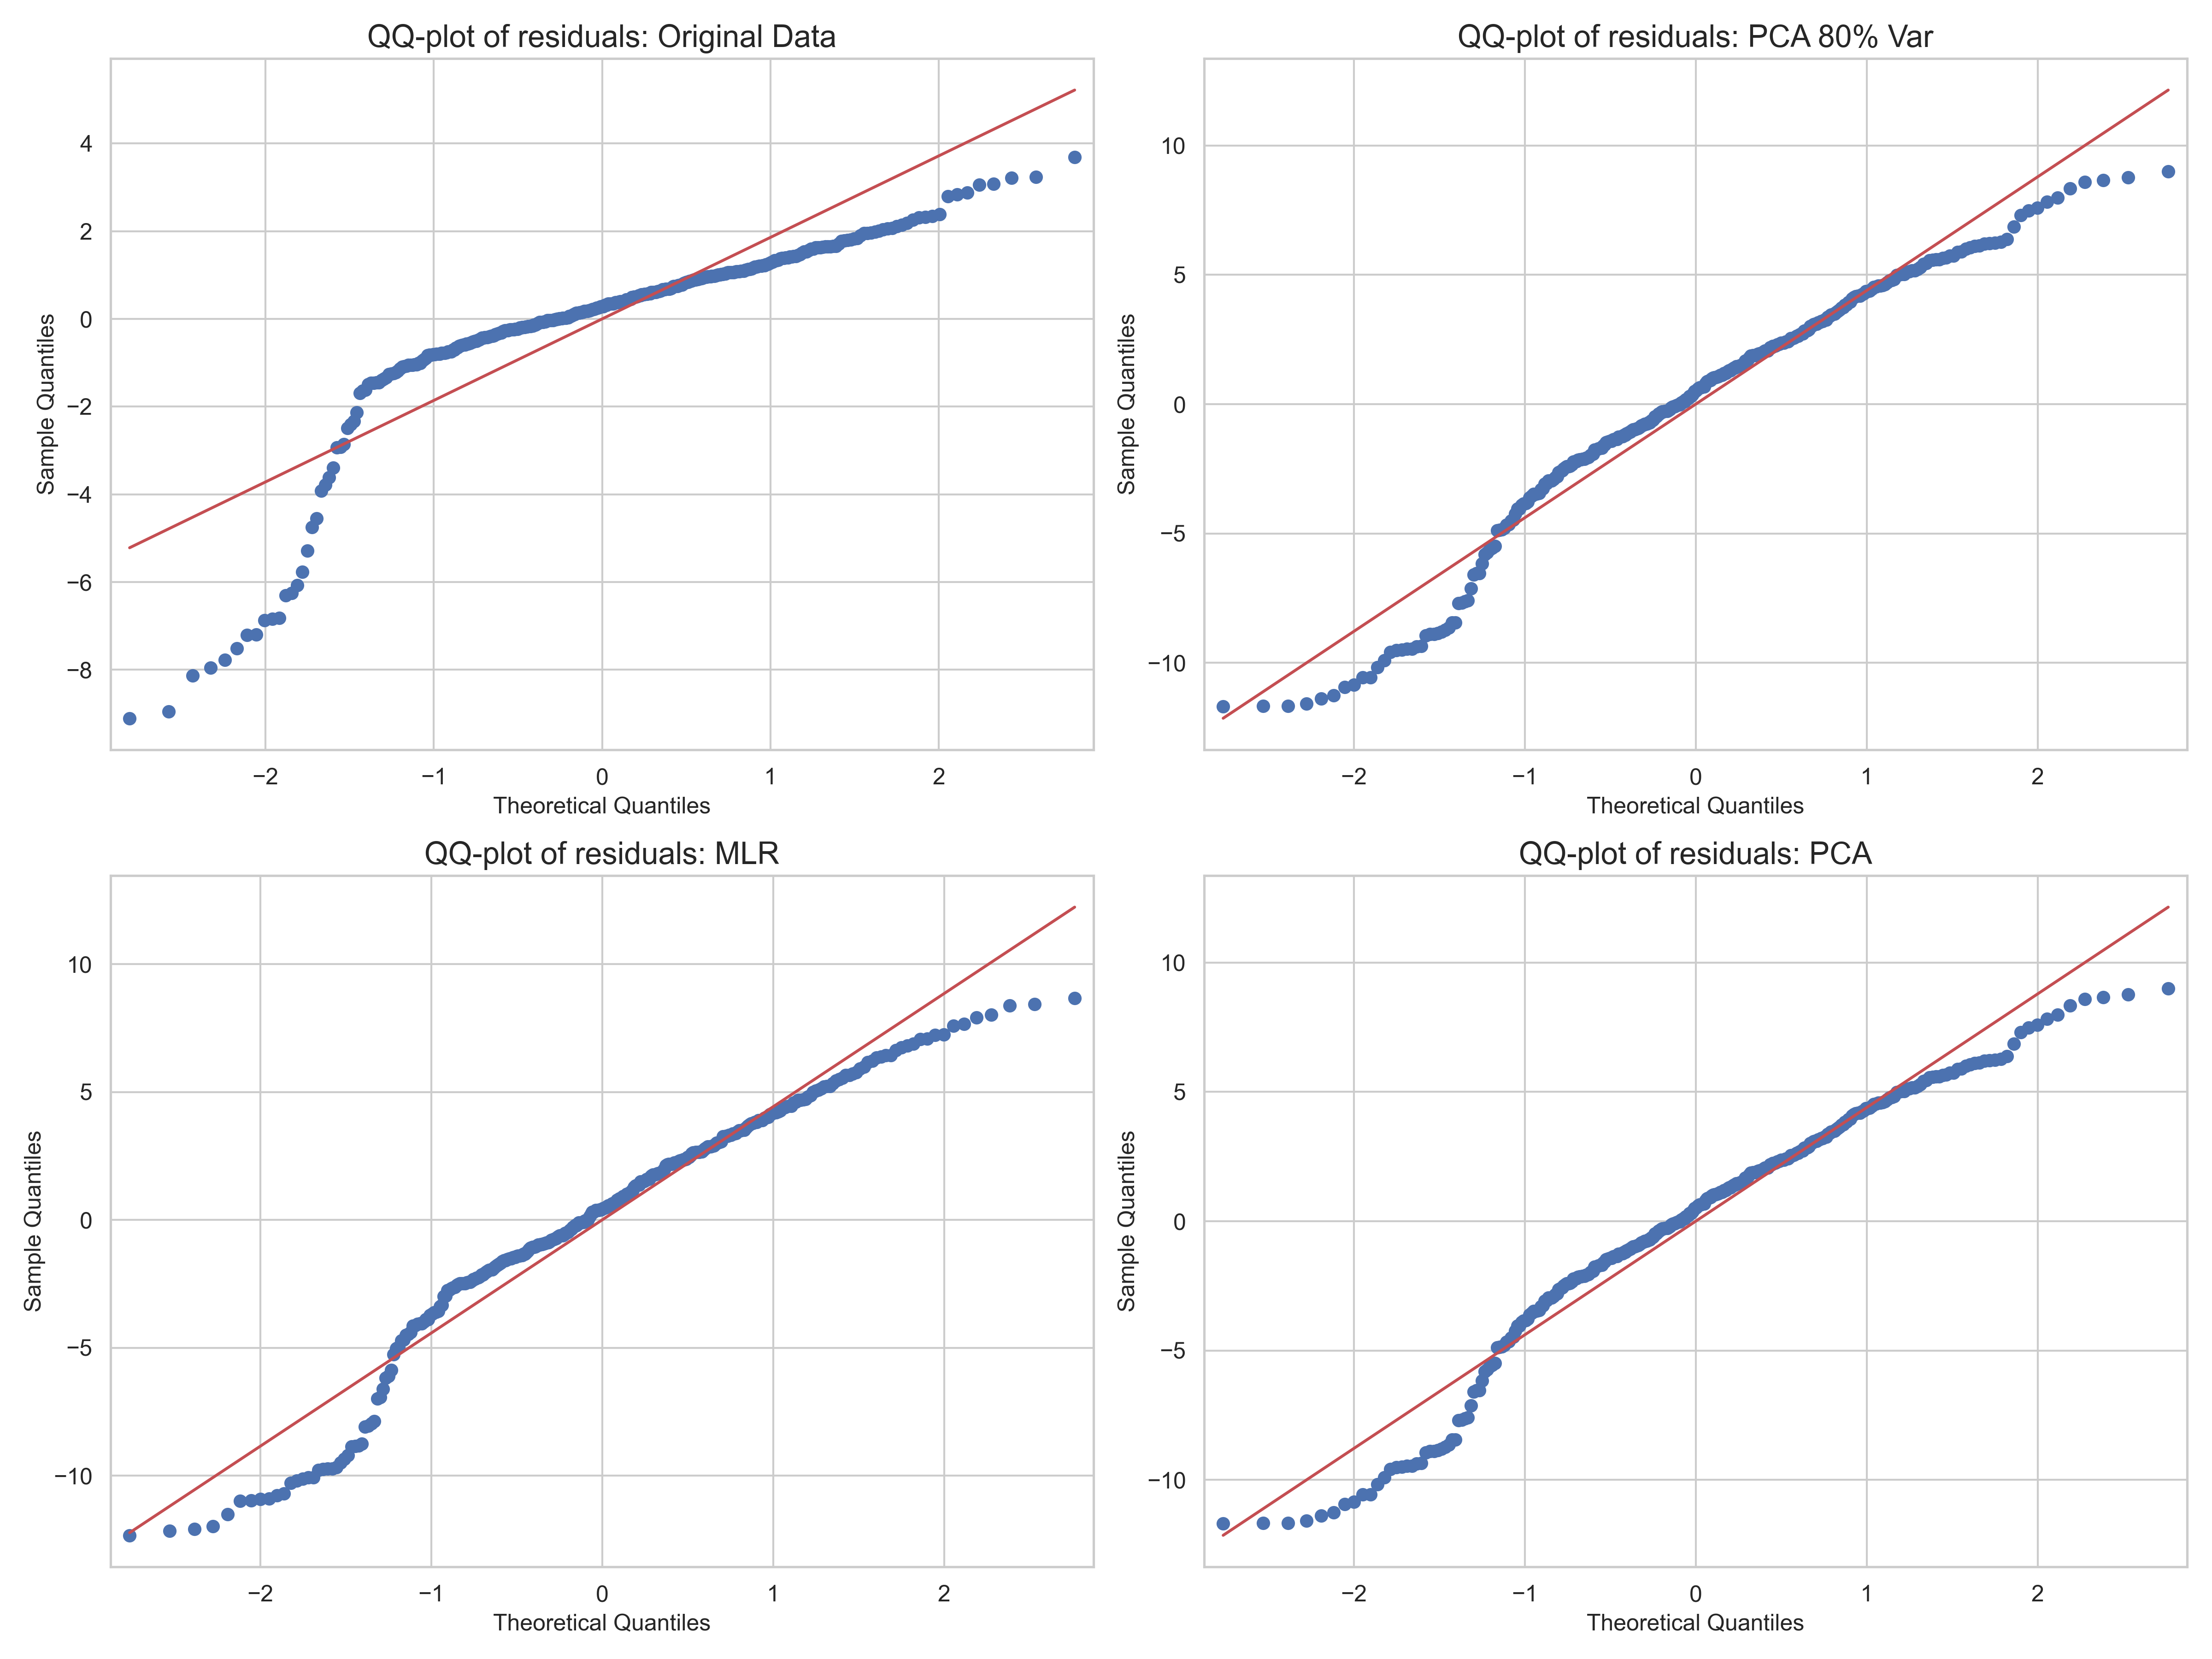 QQ-plot of residuals: Original Data
4
2
0
−2
−4
−6
−8
Sample Quantiles
−2 −1 0 1 2
Theoretical Quantiles
QQ-plot of residuals: PCA 80% Var
10
5
0
−5
−10
Sample Quantiles
−2 −1 0 1 2
Theoretical Quantiles
QQ-plot of residuals: MLR
10
5
0
−5
−10
Sample Quantiles
−2 −1 0 1 2
Theoretical Quantiles
QQ-plot of residuals: PCA
10
5
0
−5
−10
Sample Quantiles
−2 −1 0 1 2
Theoretical Quantiles